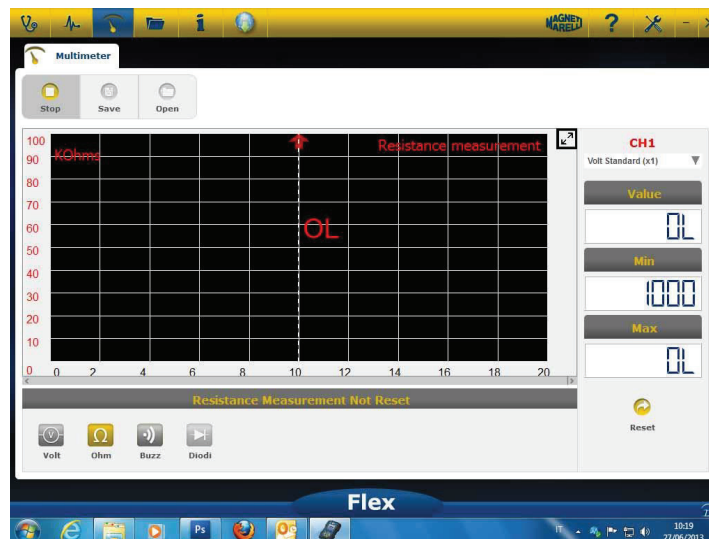 MAGNETI
MARELLI
?
Multimeter
Stop Save Open
100
90
80
70
60
50
40
30
20
10
0
KOhms
Resistance measurement
OL
0 2 4 6 8 10 12 14 16 18 20
CH1
Volt Standard (x1)
Value
OL
Min
1000
Max
OL
Reset
Resistance Measurement Not Reset
V Ω
Volt Ohm Buzz Diodi
Flex
Ps
IT
10:19
27/06/2013